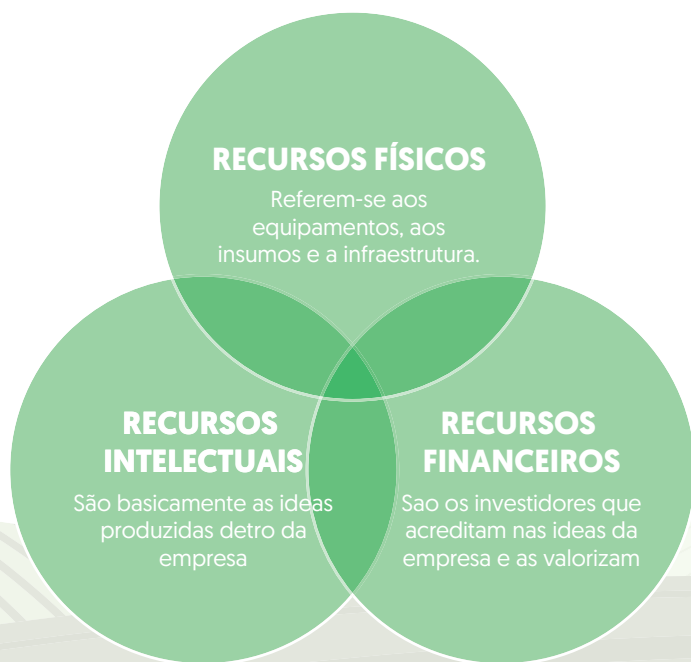 RECURSOS FÍSICOS
Referem-se aos
equipamentos, aos
insumos e a infraestrutura.
RECURSOS
INTELECTUAIS
São basicamente as ideas
produzidas detro da
empresa
RECURSOS
FINANCEIROS
Sao os investidores que
acreditam nas ideas da
empresa e as valorizam